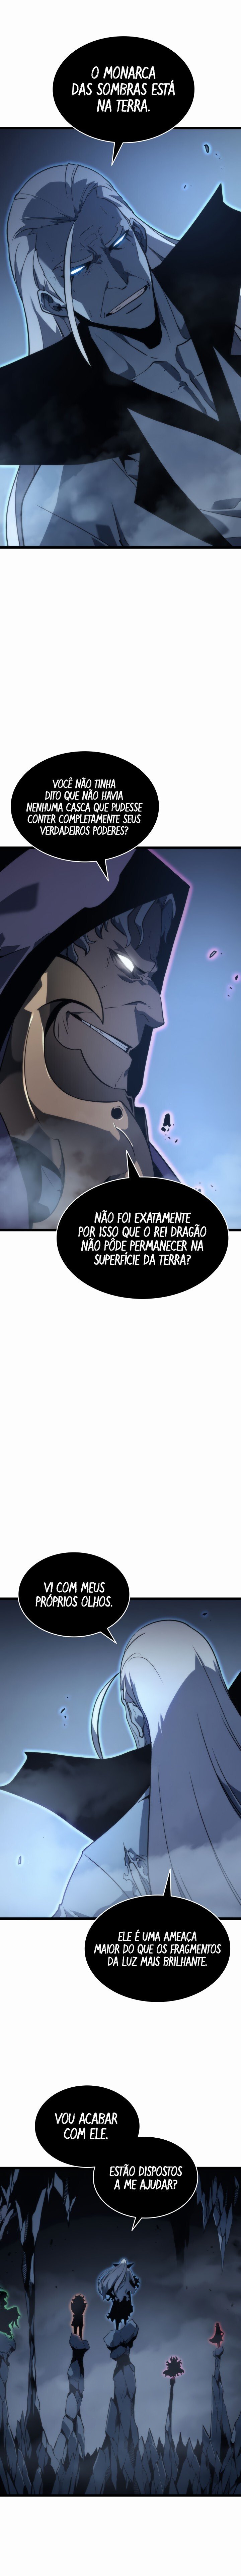 O MONARCA
DAS SOMBRAS ESTÁ
NA TERRA.
VOCÊ NÃO TINHA
DITO QUE NÃO HAVIA
NENHUMA CASCA QUE PUDESSE
CONTER COMPLETAMENTE SEUS
VERDADEIROS PODERES?
NÃO FOI EXATAMENTE
POR ISSO QUE O REI DRAGÃO
NÃO PÔDE PERMANECER NA
SUPERFÍCIE DA TERRA?
VI COM MEUS
PRÓPRIOS OLHOS.
ELE É UMA AMEAÇA
MAIOR DO QUE OS FRAGMENTOS
DA LUZ MAIS BRILHANTE.
VOU ACABAR
COM ELE.
ESTÃO DISPOSTOS
A ME AJUDAR?